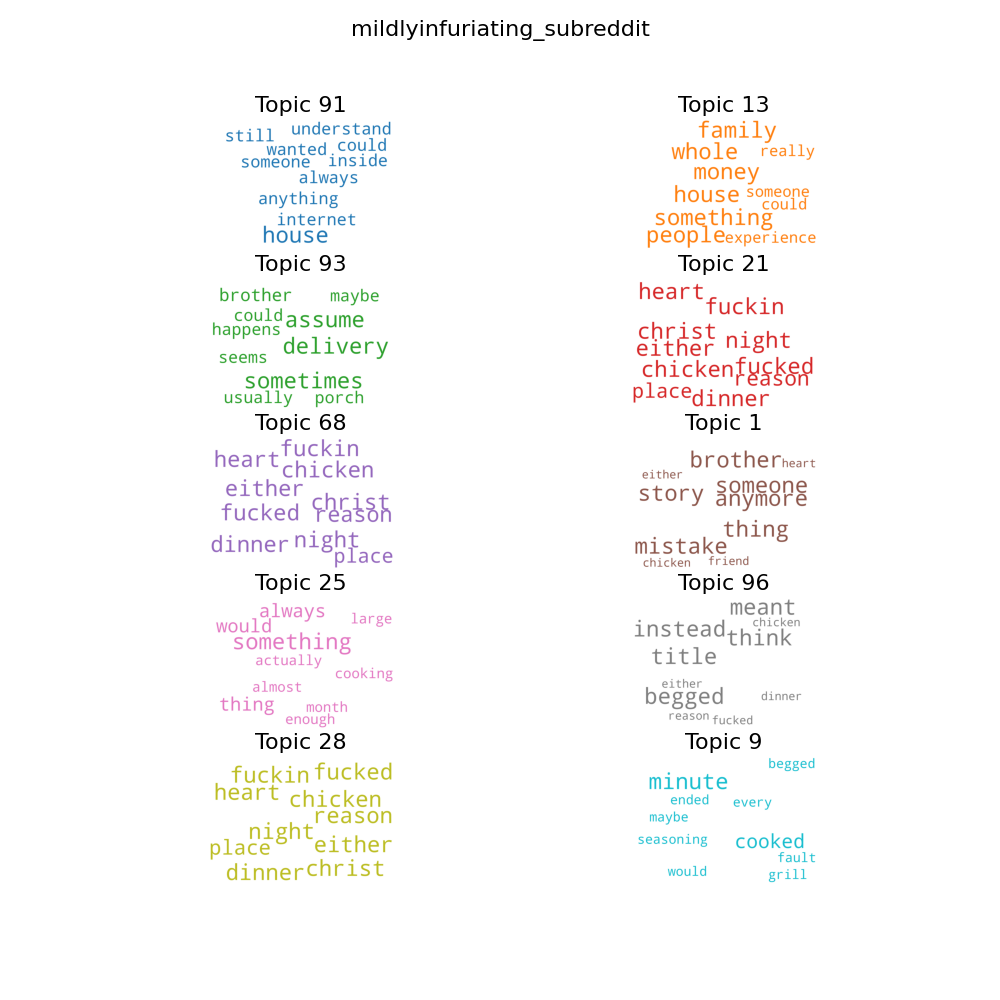 mildlyinfuriating_subreddit
Topic 91
understand
still
wanted could
someone inside
always
anything
internet
house
Topic 13
family
whole really
money
house someone
could
something
people experience
Topic 93
brother maybe
could assume
happens
delivery
seems
sometimes
usually porch
Topic 21
heart
fuckin
christ
either night
chicken fucked
reason
place dinner
Topic 68
fuckin
heart
chicken
either
christ
fucked reason
dinner night
place
Topic 1
brother heart
either
story someone
anymore
thing
mistake
chicken friend
Topic 25
always
large
would
something
actually
cooking
almost
thing month
enough
Topic 96
meant
chicken
instead think
title
either
begged dinner
reason fucked
Topic 28
fuckin fucked
heart chicken
reason
night
place either
dinner christ
Topic 9
begged
minute
ended every
maybe
seasoning cooked
fault
would grill